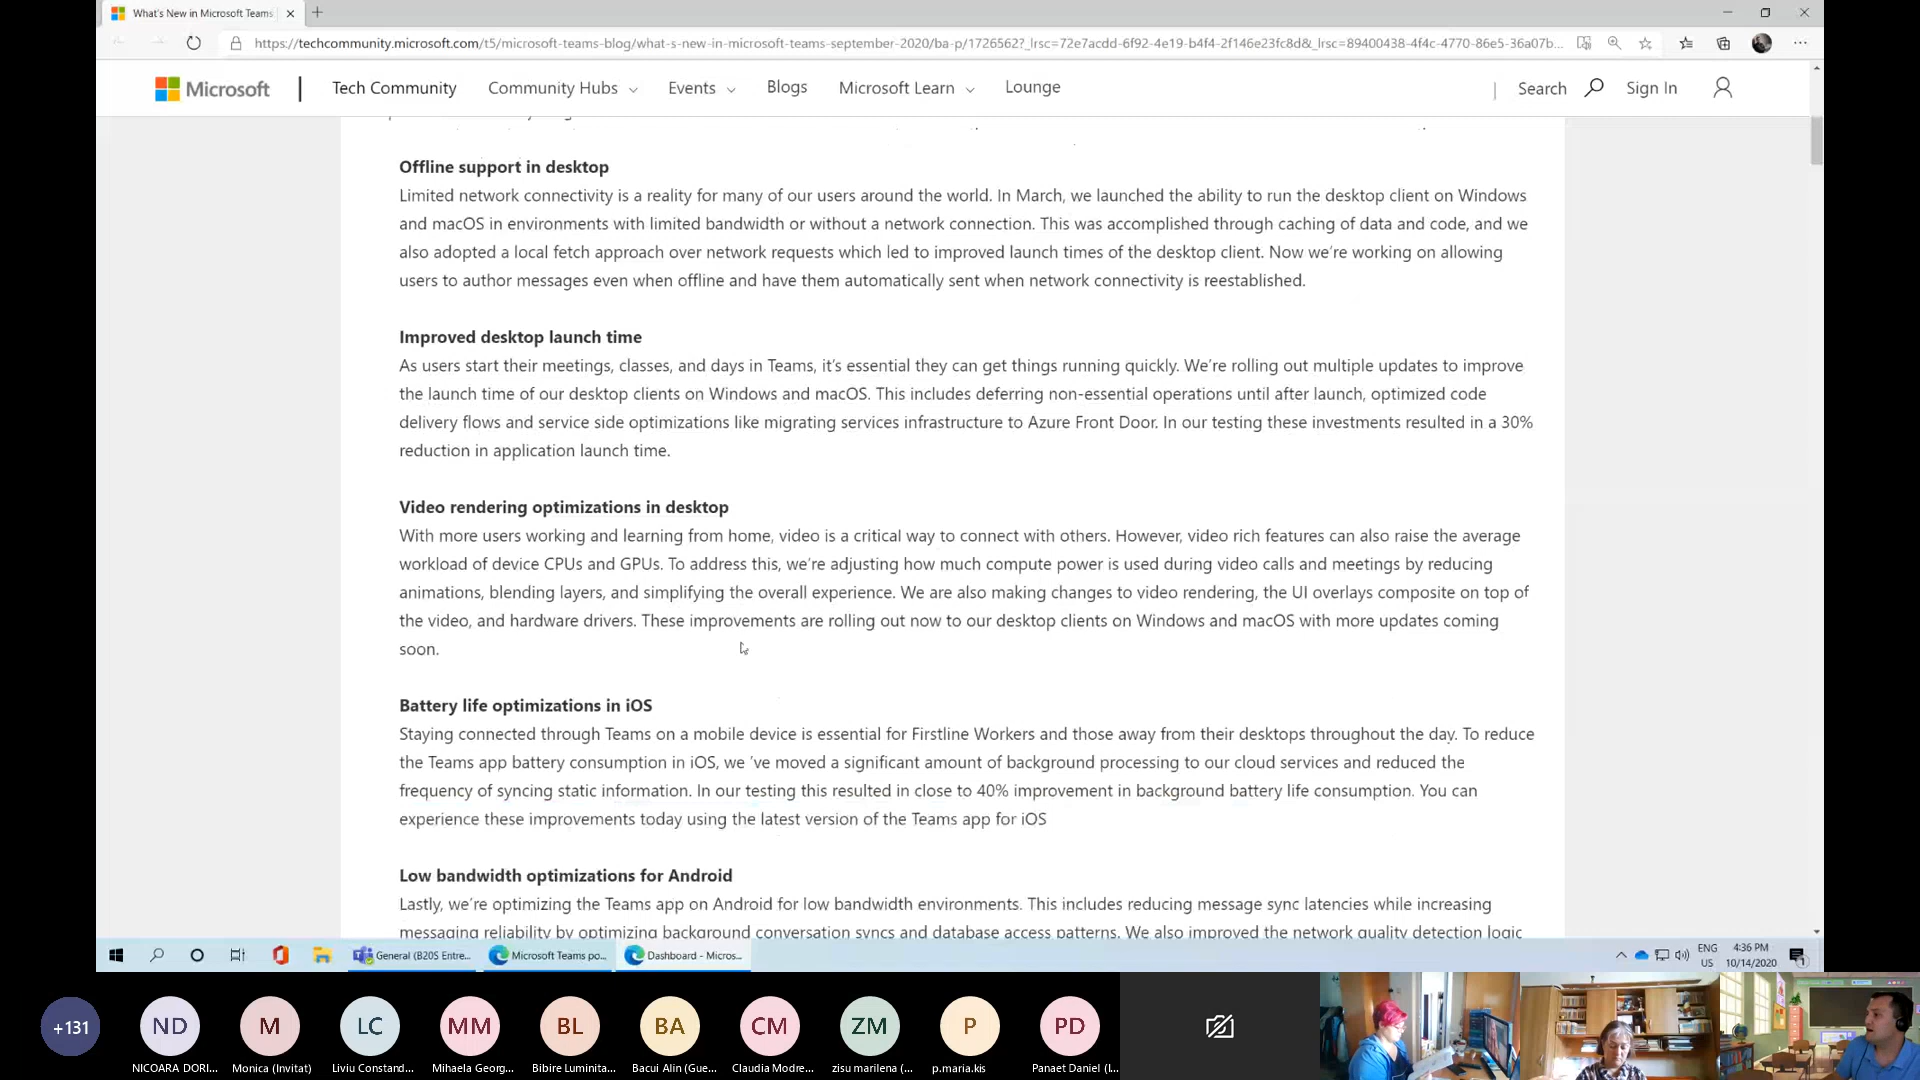 What's New in Microsoft Teams
https://techcommunity.microsoft.com/t5/microsoft-teams-blog/what-s-new-in-microsoft-teams-september-2020/ba-p/1726562?_lrsc=72e7acdd-6f92-4e19-b4f4-2f146e23fc8d&_lrsc=89400438-4f4c-4770-86e5-36a07b...
Microsoft Tech Community Community Hubs Events Blogs Microsoft Learn Lounge Search Sign In
Offline support in desktop
Limited network connectivity is a reality for many of our users around the world. In March, we launched the ability to run the desktop client on Windows
and macOS in environments with limited bandwidth or without a network connection. This was accomplished through caching of data and code, and we
also adopted a local fetch approach over network requests which led to improved launch times of the desktop client. Now we're working on allowing
users to author messages even when offline and have them automatically sent when network connectivity is reestablished.
Improved desktop launch time
As users start their meetings, classes, and days in Teams, it's essential they can get things running quickly. We're rolling out multiple updates to improve
the launch time of our desktop clients on Windows and macOS. This includes deferring non-essential operations until after launch, optimized code
delivery flows and service side optimizations like migrating services infrastructure to Azure Front Door. In our testing these investments resulted in a 30%
reduction in application launch time.
Video rendering optimizations in desktop
With more users working and learning from home, video is a critical way to connect with others. However, video rich features can also raise the average
workload of device CPUs and GPUs. To address this, we're adjusting how much compute power is used during video calls and meetings by reducing
animations, blending layers, and simplifying the overall experience. We are also making changes to video rendering, the UI overlays composite on top of
the video, and hardware drivers. These improvements are rolling out now to our desktop clients on Windows and macOS with more updates coming
soon.
Battery life optimizations in iOS
Staying connected through Teams on a mobile device is essential for Firstline Workers and those away from their desktops throughout the day. To reduce
the Teams app battery consumption in iOS, we 've moved a significant amount of background processing to our cloud services and reduced the
frequency of syncing static information. In our testing this resulted in close to 40% improvement in background battery life consumption. You can
experience these improvements today using the latest version of the Teams app for iOS
Low bandwidth optimizations for Android
Lastly, we're optimizing the Teams app on Android for low bandwidth environments. This includes reducing message sync latencies while increasing
messaging reliability by optimizing background conversation syncs and database access patterns. We also improved the network quality detection logic
General (B20S Entre... Microsoft Teams po... Dashboard - Micros... ENG 4:36 PM
US 10/14/2020
+131 ND M LC MM BL BA CM ZM P PD
NICOARA DORI... Monica (Invitat) Liviu Constand... Mihaela Georg... Bibire Luminita... Bacui Alin (Gue... Claudia Modre... zisu marilena (... p.maria.kis Panaet Daniel (I...